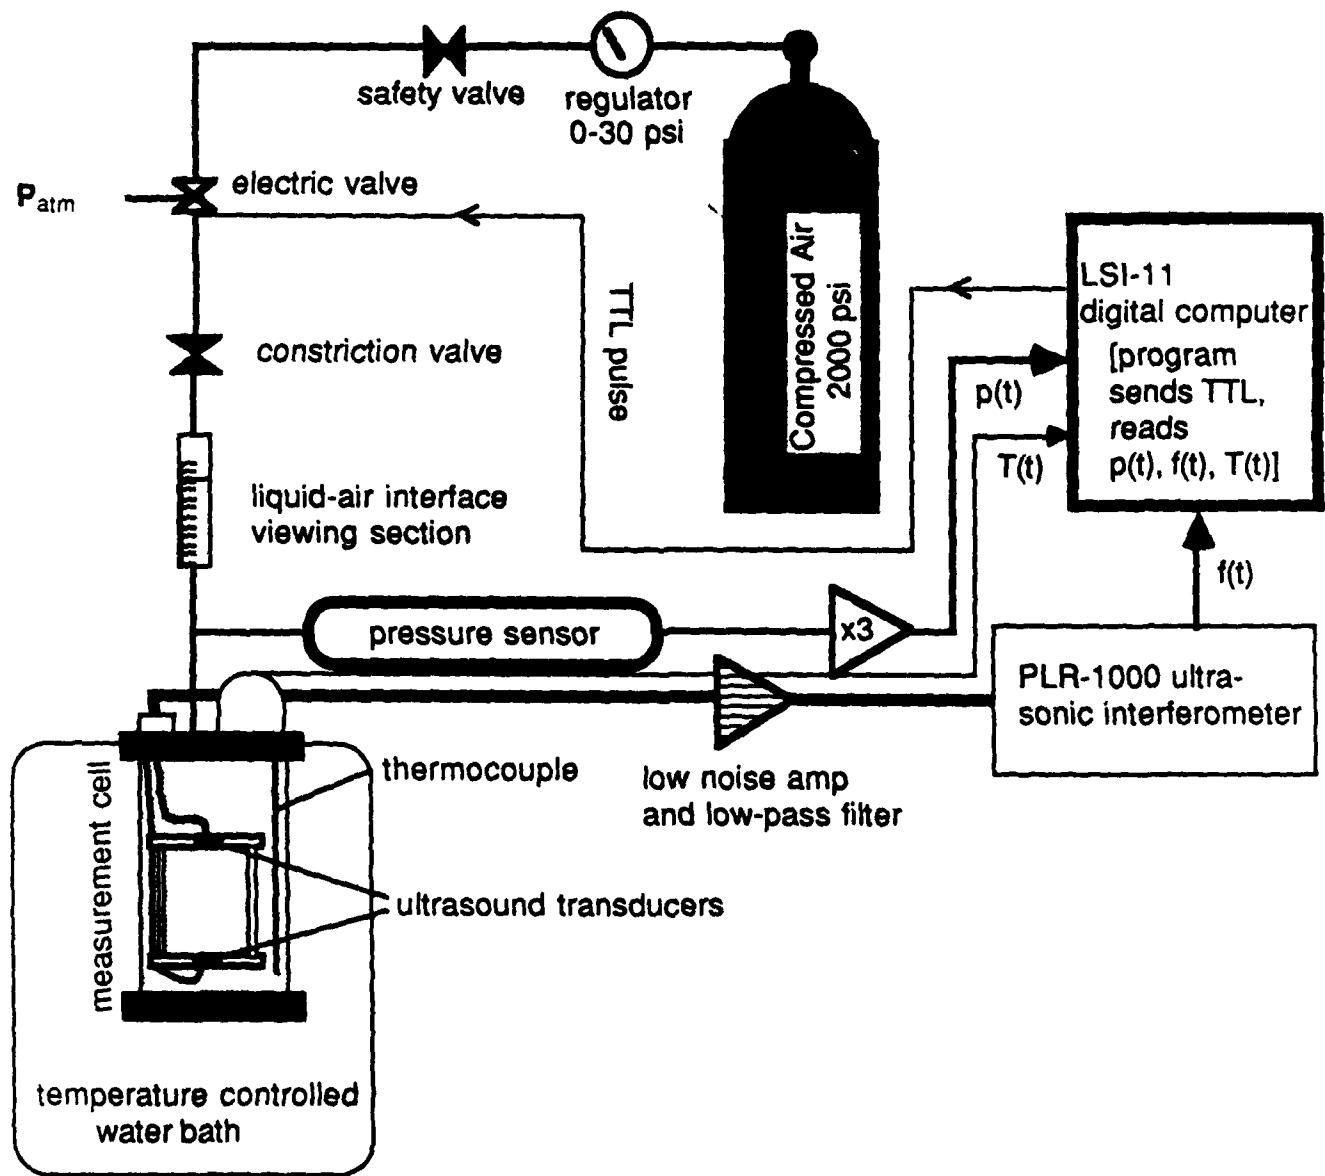 safety valve
regulator
0-30 psi
P atm
electric valve
TTL pulse
Compressed Air
2000 psi
LSI-11
digital computer
[program
sends TTL,
reads
p(t), f(t), T(t)]
constriction valve
p(t)
T(t)
liquid-air interface
viewing section
f(t)
pressure sensor
x3
PLR-1000 ultra-
sonic interferometer
thermocouple
low noise amp
and low-pass filter
measurement cell
ultrasound transducers
temperature controlled
water bath